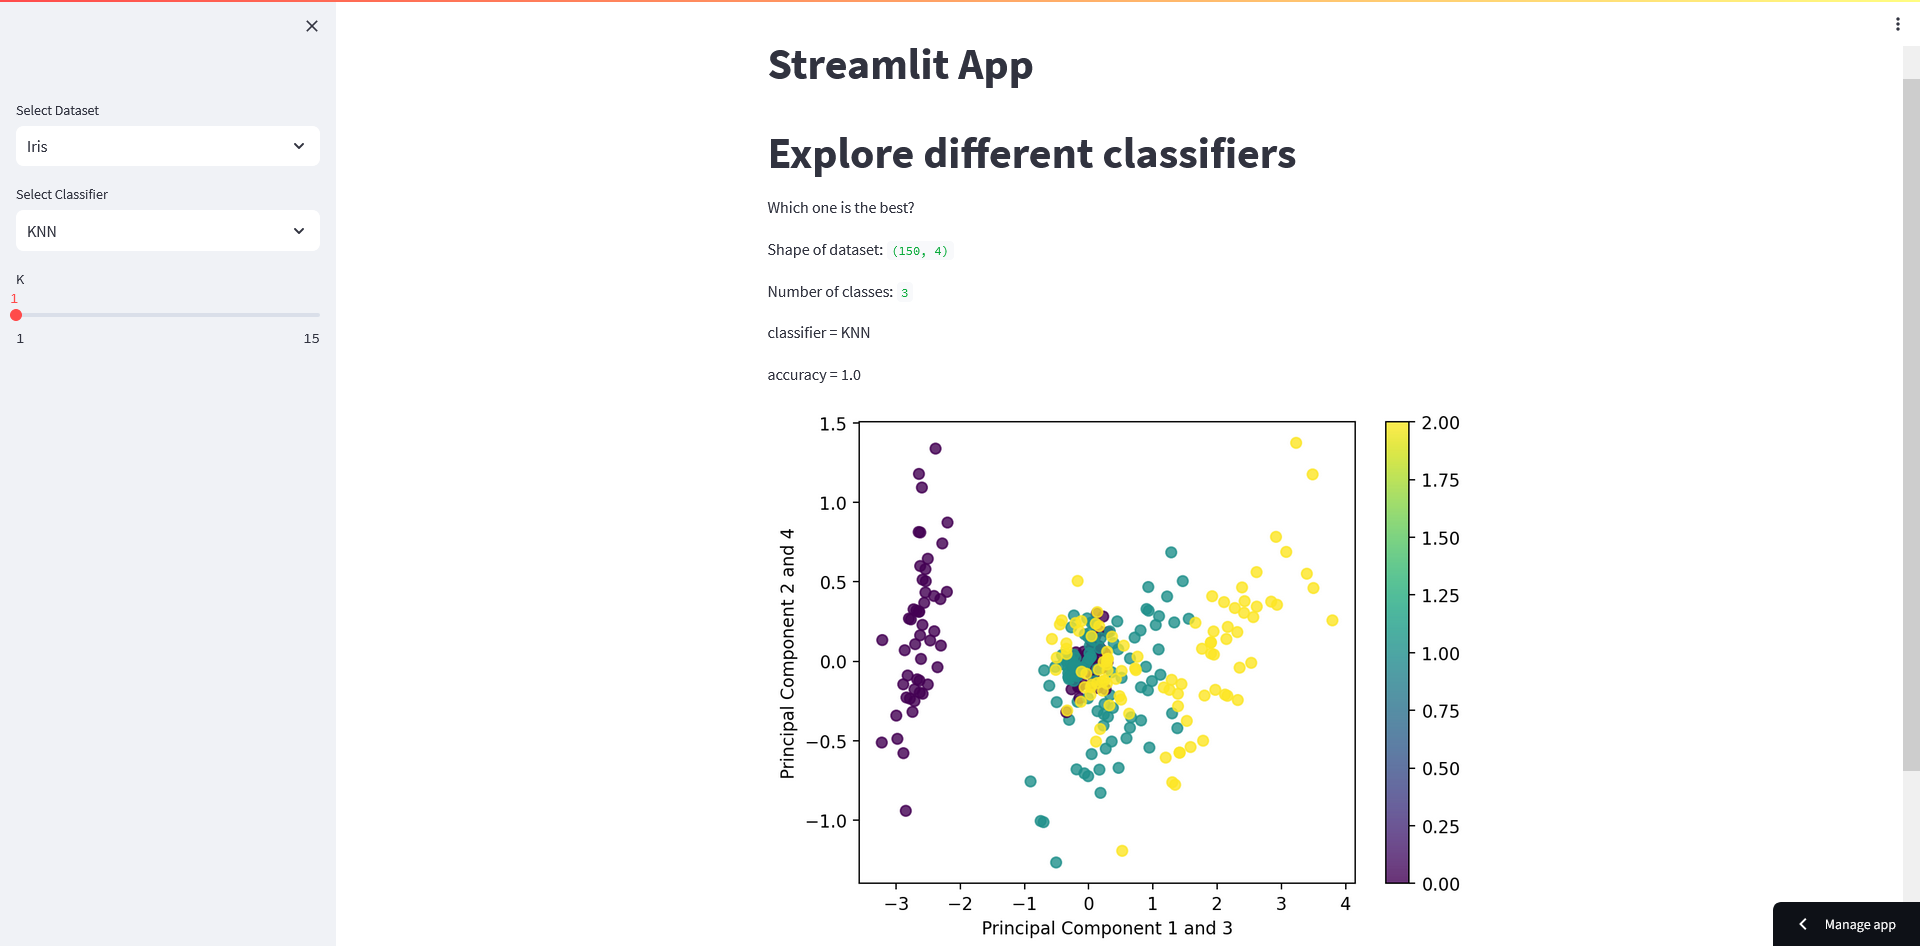 Select Dataset
Iris
Select Classifier
KNN
K
1
1 15
Streamlit App
Explore different classifiers
Which one is the best?
Shape of dataset: (150, 4)
Number of classes: 3
classifier = KNN
accuracy = 1.0
1.5
1.0
0.5
0.0
−0.5
−1.0
Principal Component 2 and 4
−3 −2 −1 0 1 2 3 4
Principal Component 1 and 3
2.00
1.75
1.50
1.25
1.00
0.75
0.50
0.25
0.00
Manage app